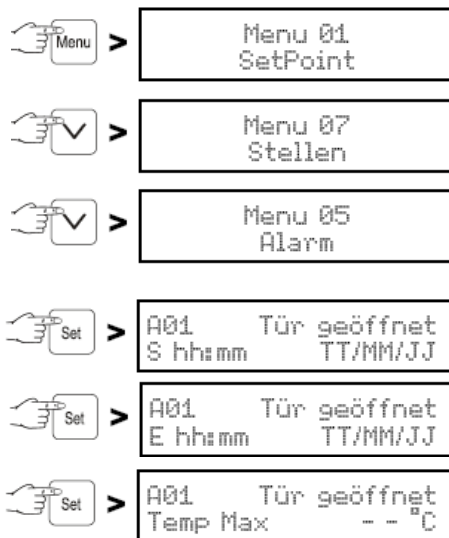 Menu > Menu 01
SetPoint
> Menu 07
Stellen
> Menu 05
Alarm
Set > A01 Tür geöffnet
S hh:mm TT/MM/JJ
Set > A01 Tür geöffnet
E hh:mm TT/MM/JJ
Set > A01 Tür geöffnet
Temp Max - - °C